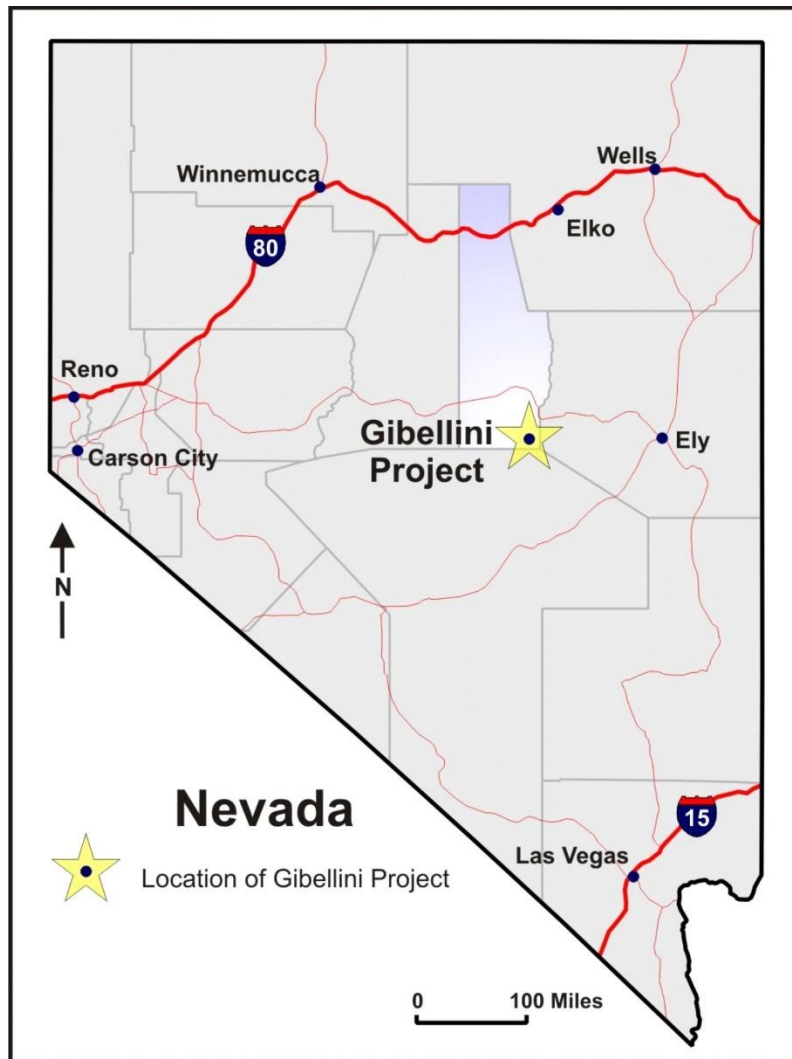 Wells
Winnemucca
Elko
80
Reno
Gibellini
Project
Ely
Carson City
N
Nevada
15
Las Vegas
Location of Gibellini Project
0 100 Miles